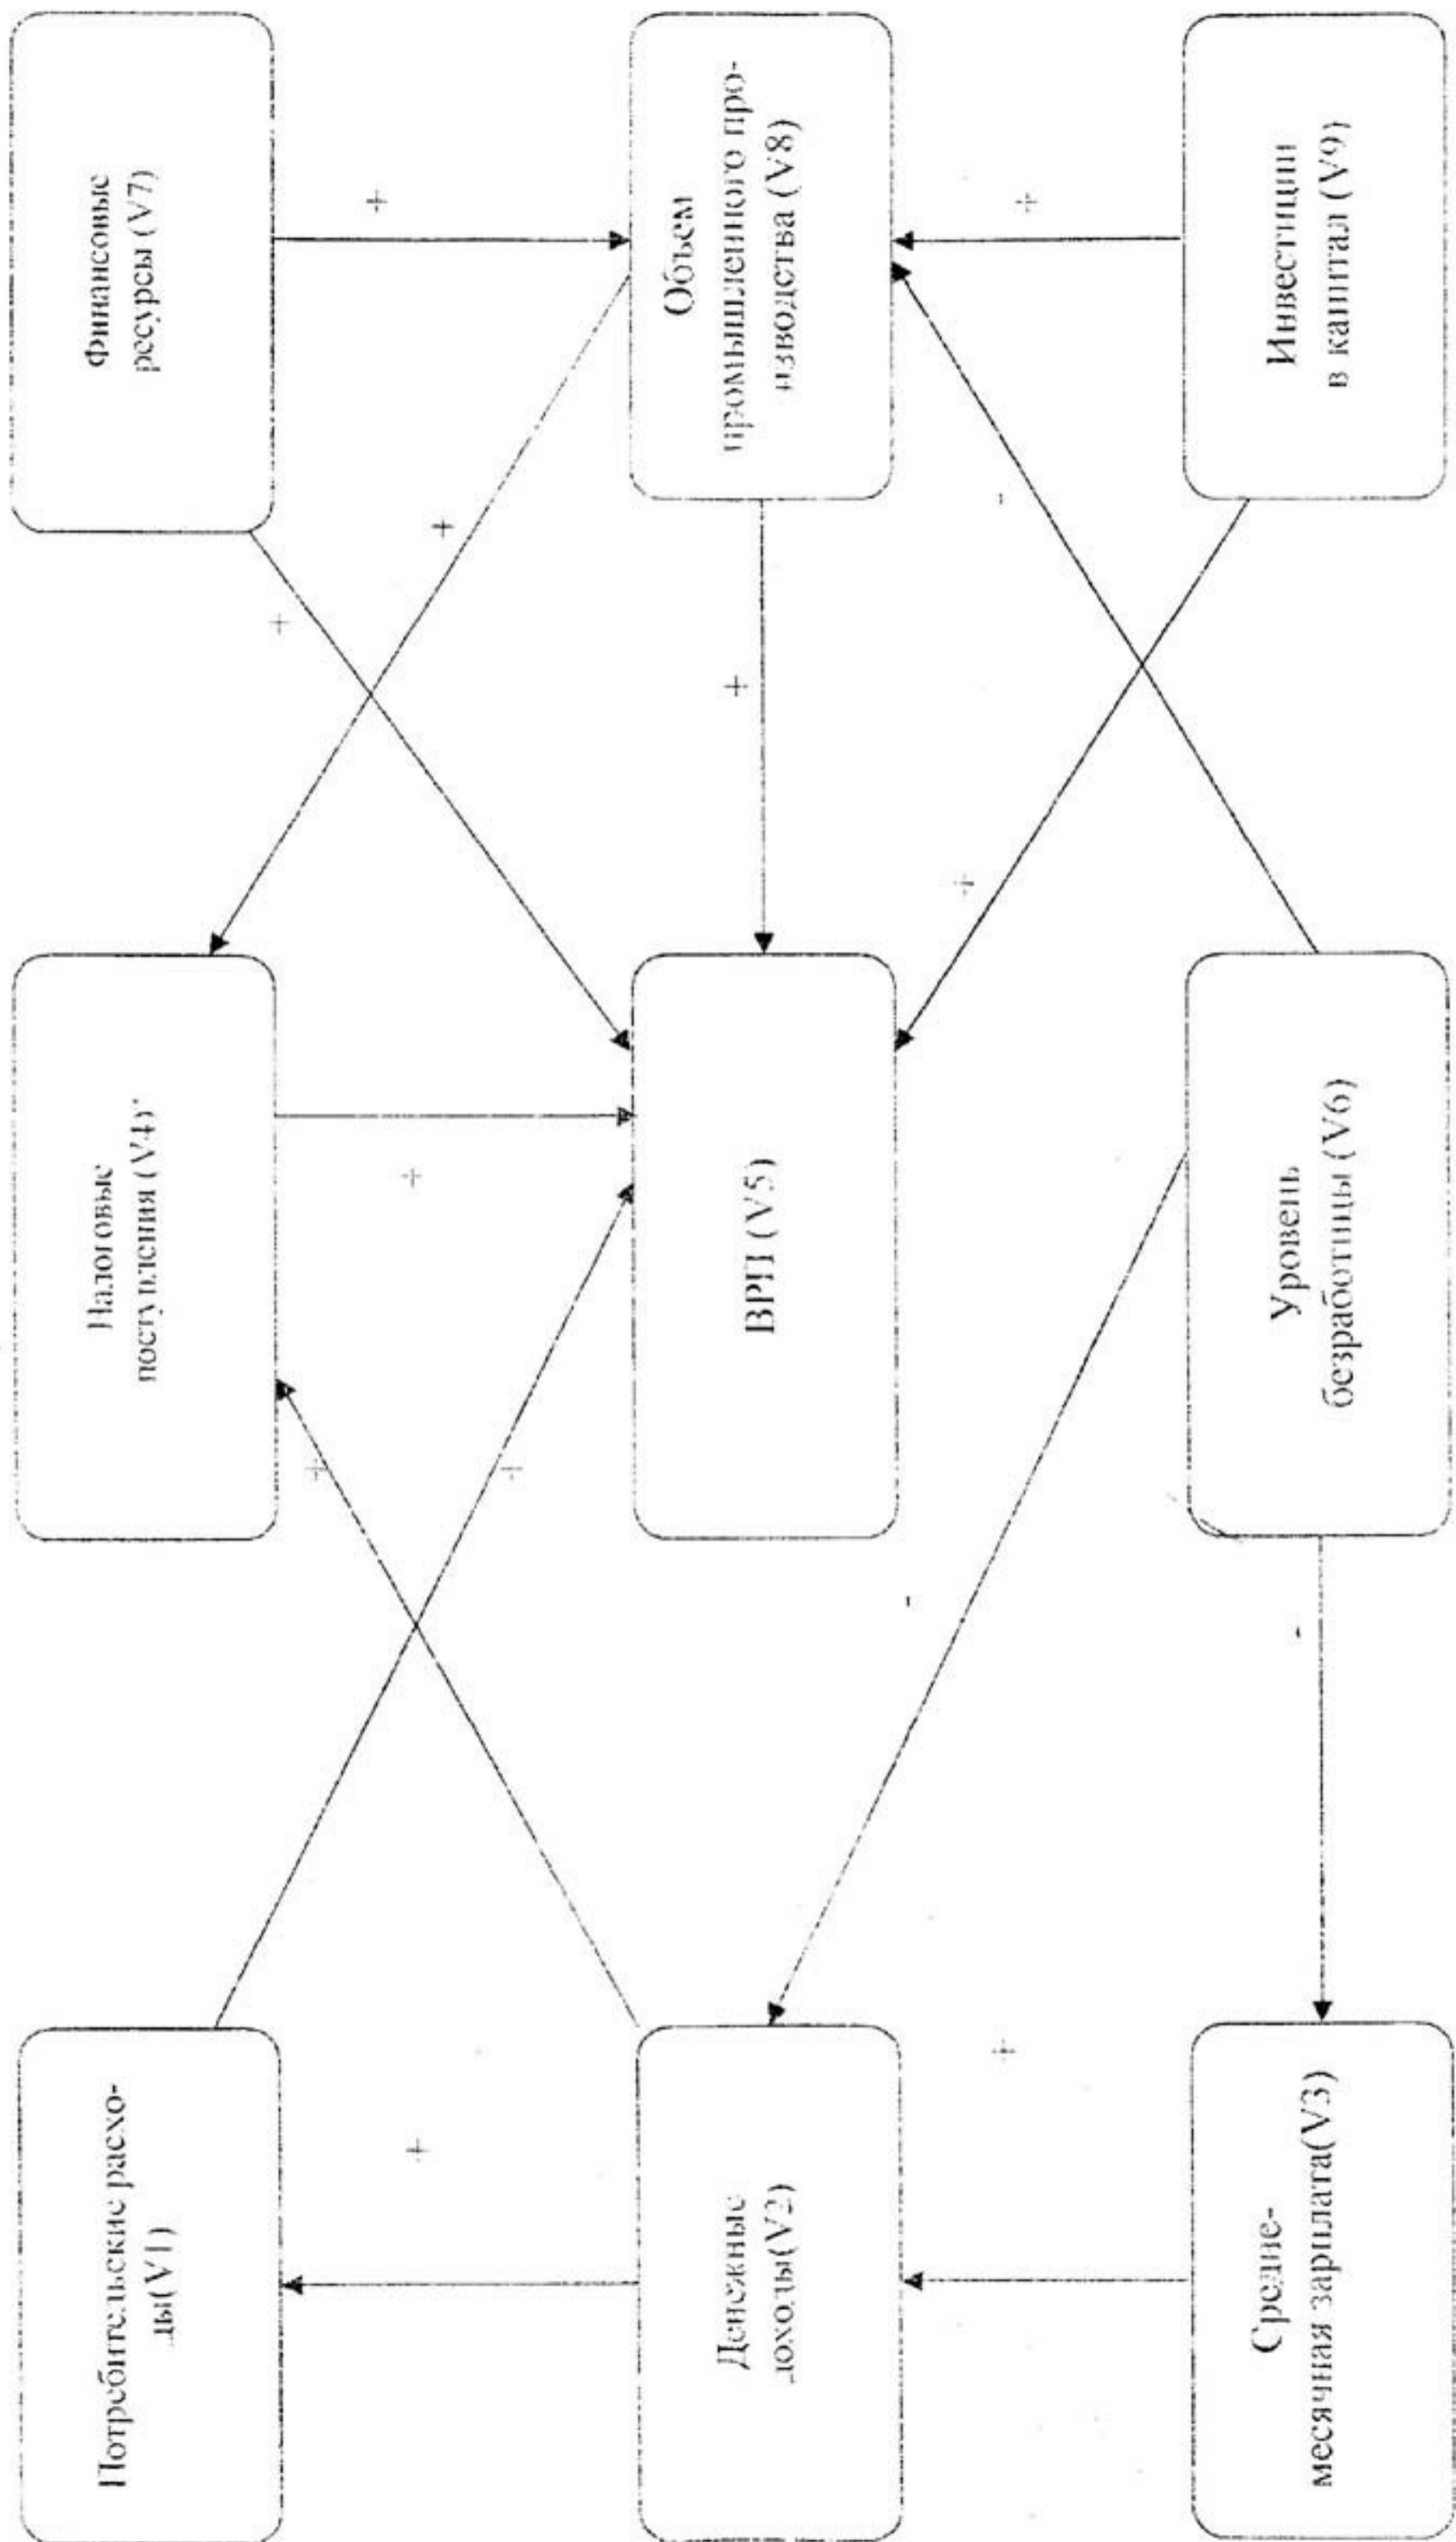 Потребительские расхо-
ды(V1)
Налоговые
поступления (V4)
Финансовые
ресурсы (V7)
+
+
+
+
+
+
Денежные
доходы(V2)
ВРП (V5)
+
Объем
промышленного про-
изводства (V8)
+
-
+
-
+
-
Средне-
месячная зарплата(V3)
Уровень
безработицы (V6)
Инвестиции
в капитал (V9)
+